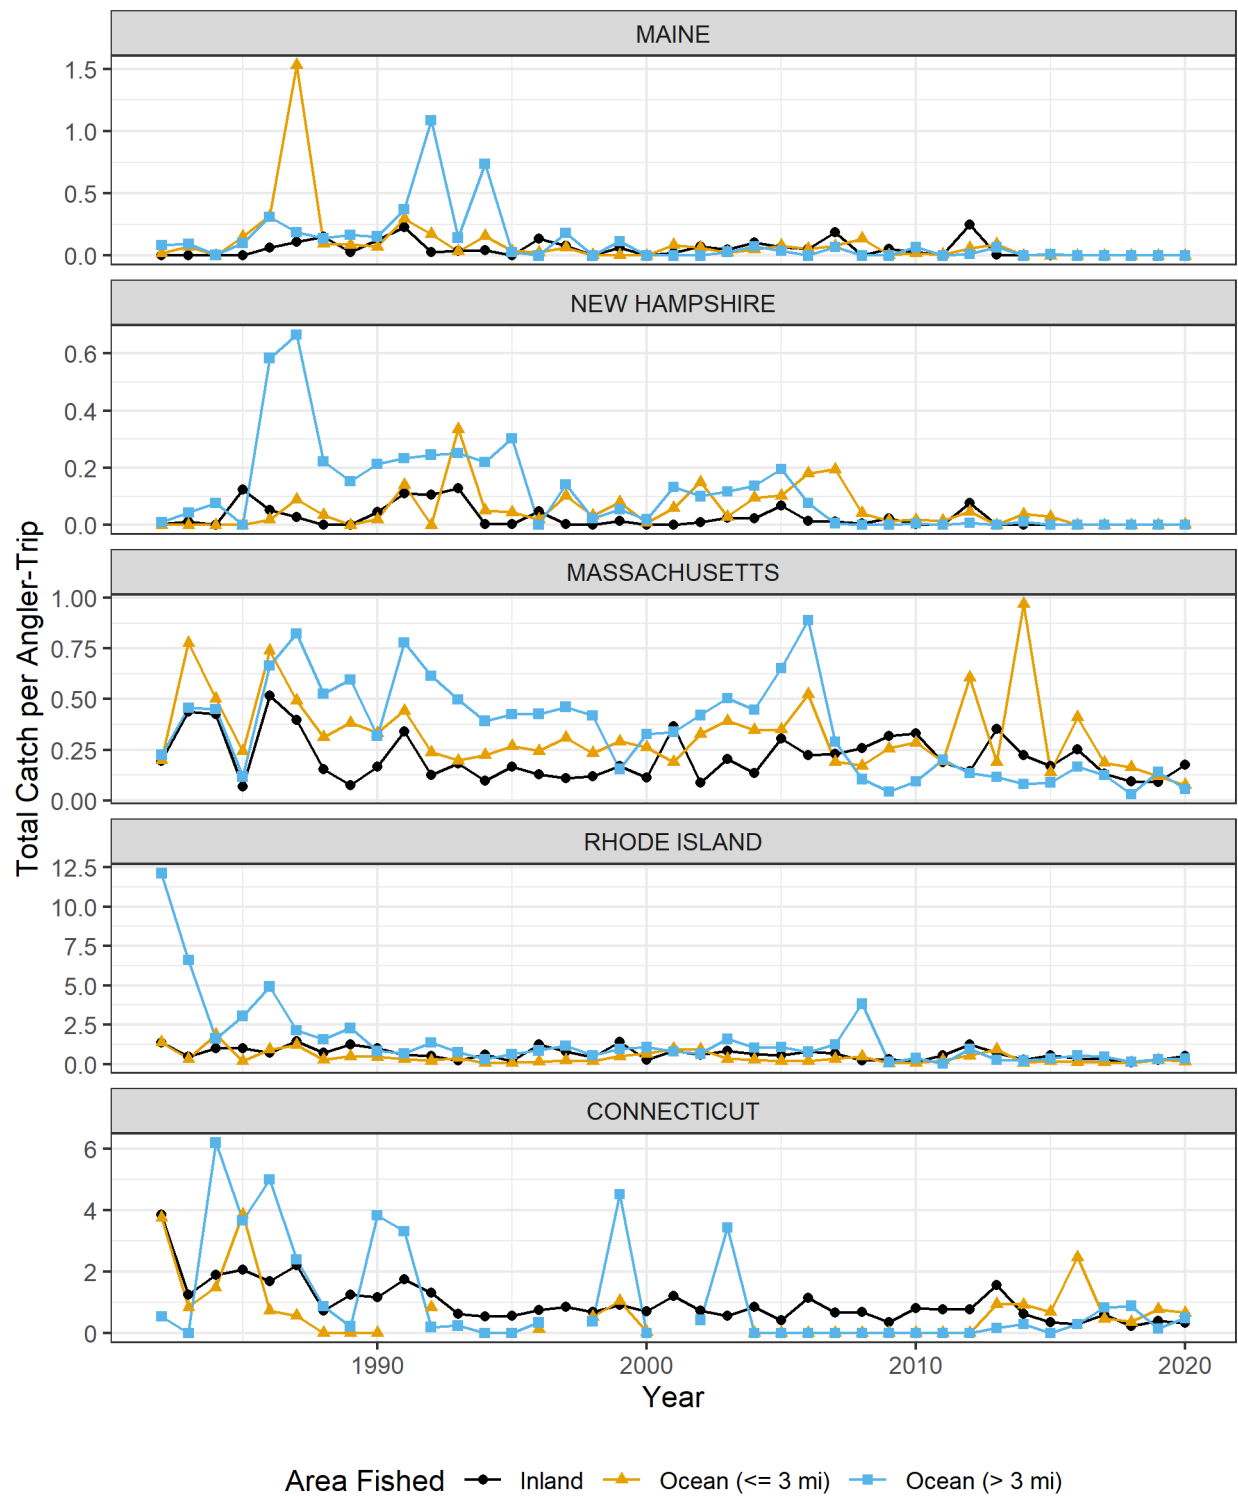 MAINE
1.5
1.0
0.5
0.0
NEW HAMPSHIRE
0.6
0.4
0.2
0.0
MASSACHUSETTS
1.00
0.75
0.50
0.25
0.00
RHODE ISLAND
12.5
10.0
7.5
5.0
2.5
0.0
CONNECTICUT
6
4
2
0
Total Catch per Angler-Trip
1990 2000 2010 2020
Year
Area Fished Inland Ocean (<= 3 mi) Ocean (> 3 mi)